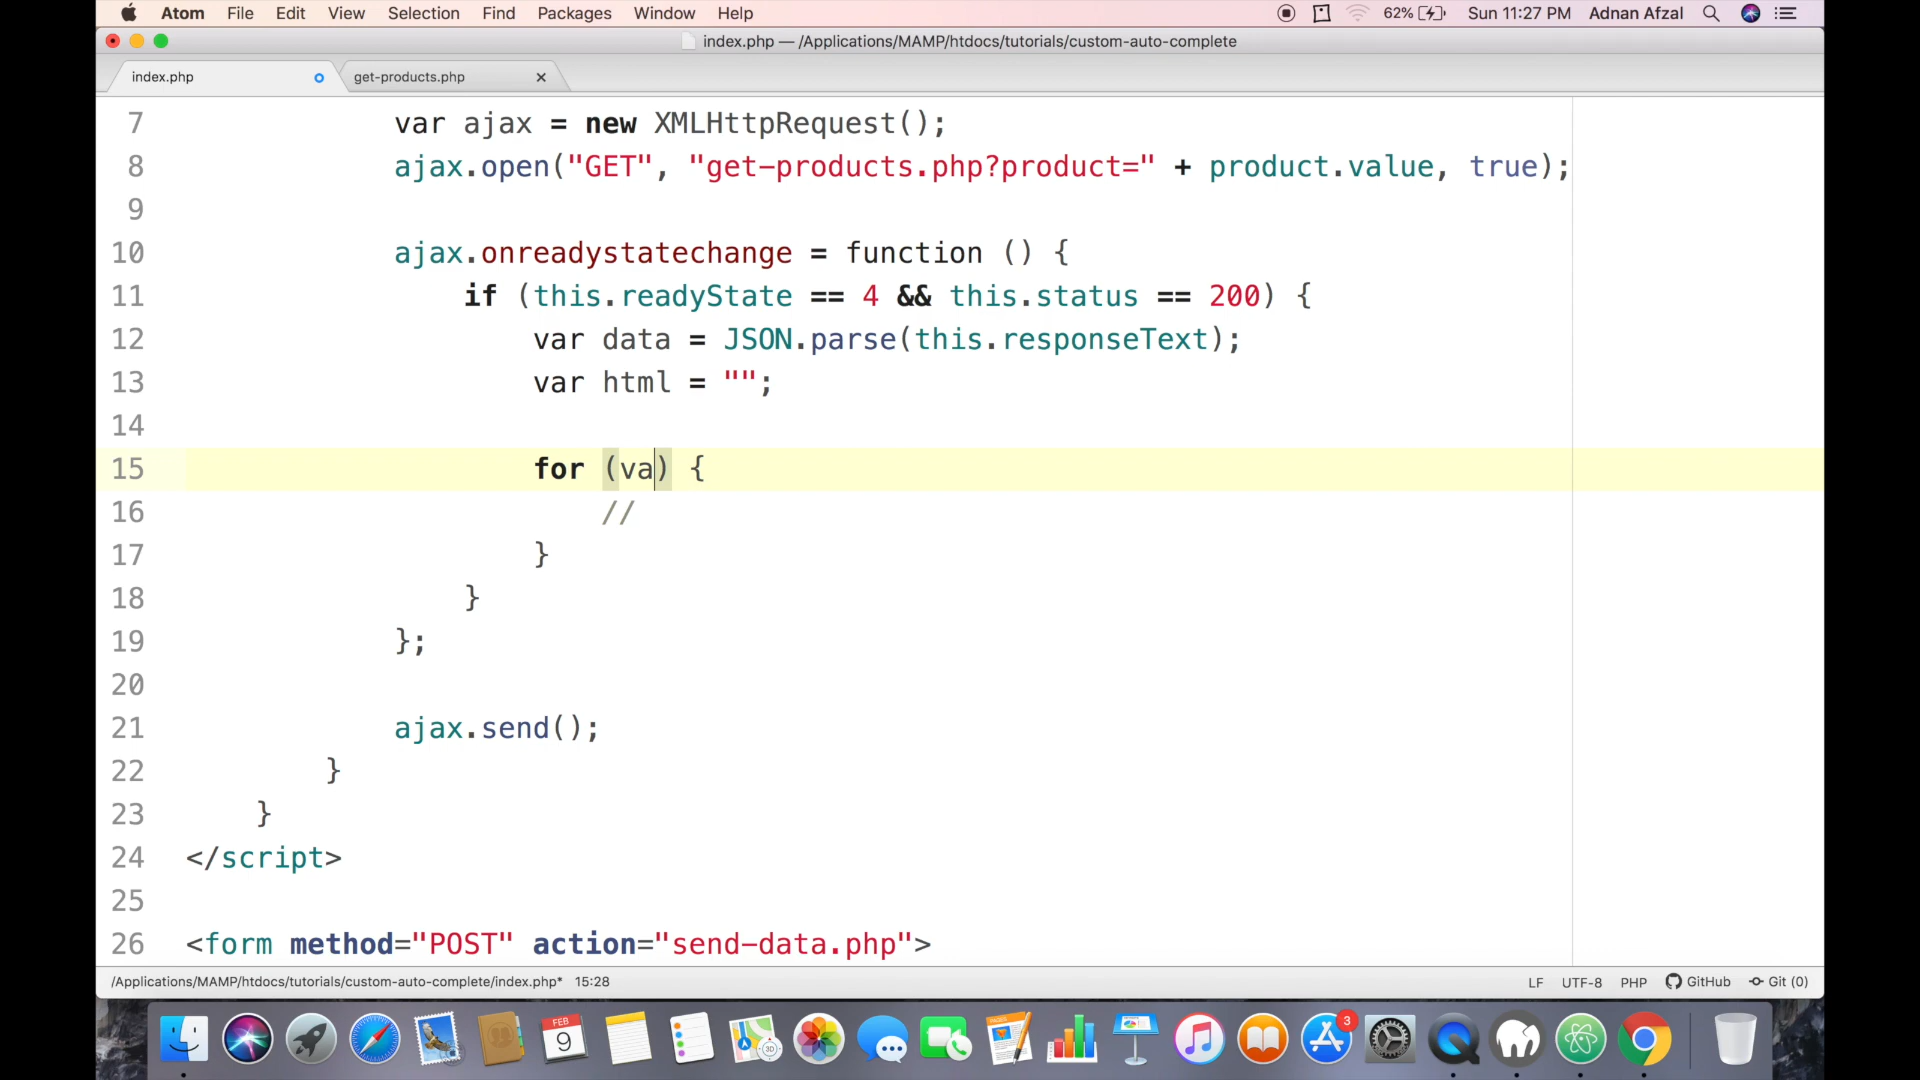 Atom File Edit View Selection Find Packages Window Help 62% Sun 11:27 PM Adnan Afzal
index.php — /Applications/MAMP/htdocs/tutorials/custom-auto-complete
index.php get-products.php
7 var ajax = new XMLHttpRequest();
8 ajax.open("GET", "get-products.php?product=" + product.value, true);
9
10 ajax.onreadystatechange = function () {
11 if (this.readyState == 4 && this.status == 200) {
12 var data = JSON.parse(this.responseText);
13 var html = "";
14
15 for (va) {
16 //
17 }
18 }
19 };
20
21 ajax.send();
22 }
23 }
24 </script>
25
26 <form method="POST" action="send-data.php">
/Applications/MAMP/htdocs/tutorials/custom-auto-complete/index.php* 15:28 LF UTF-8 PHP GitHub Git (0)
FEB
9
3D
3